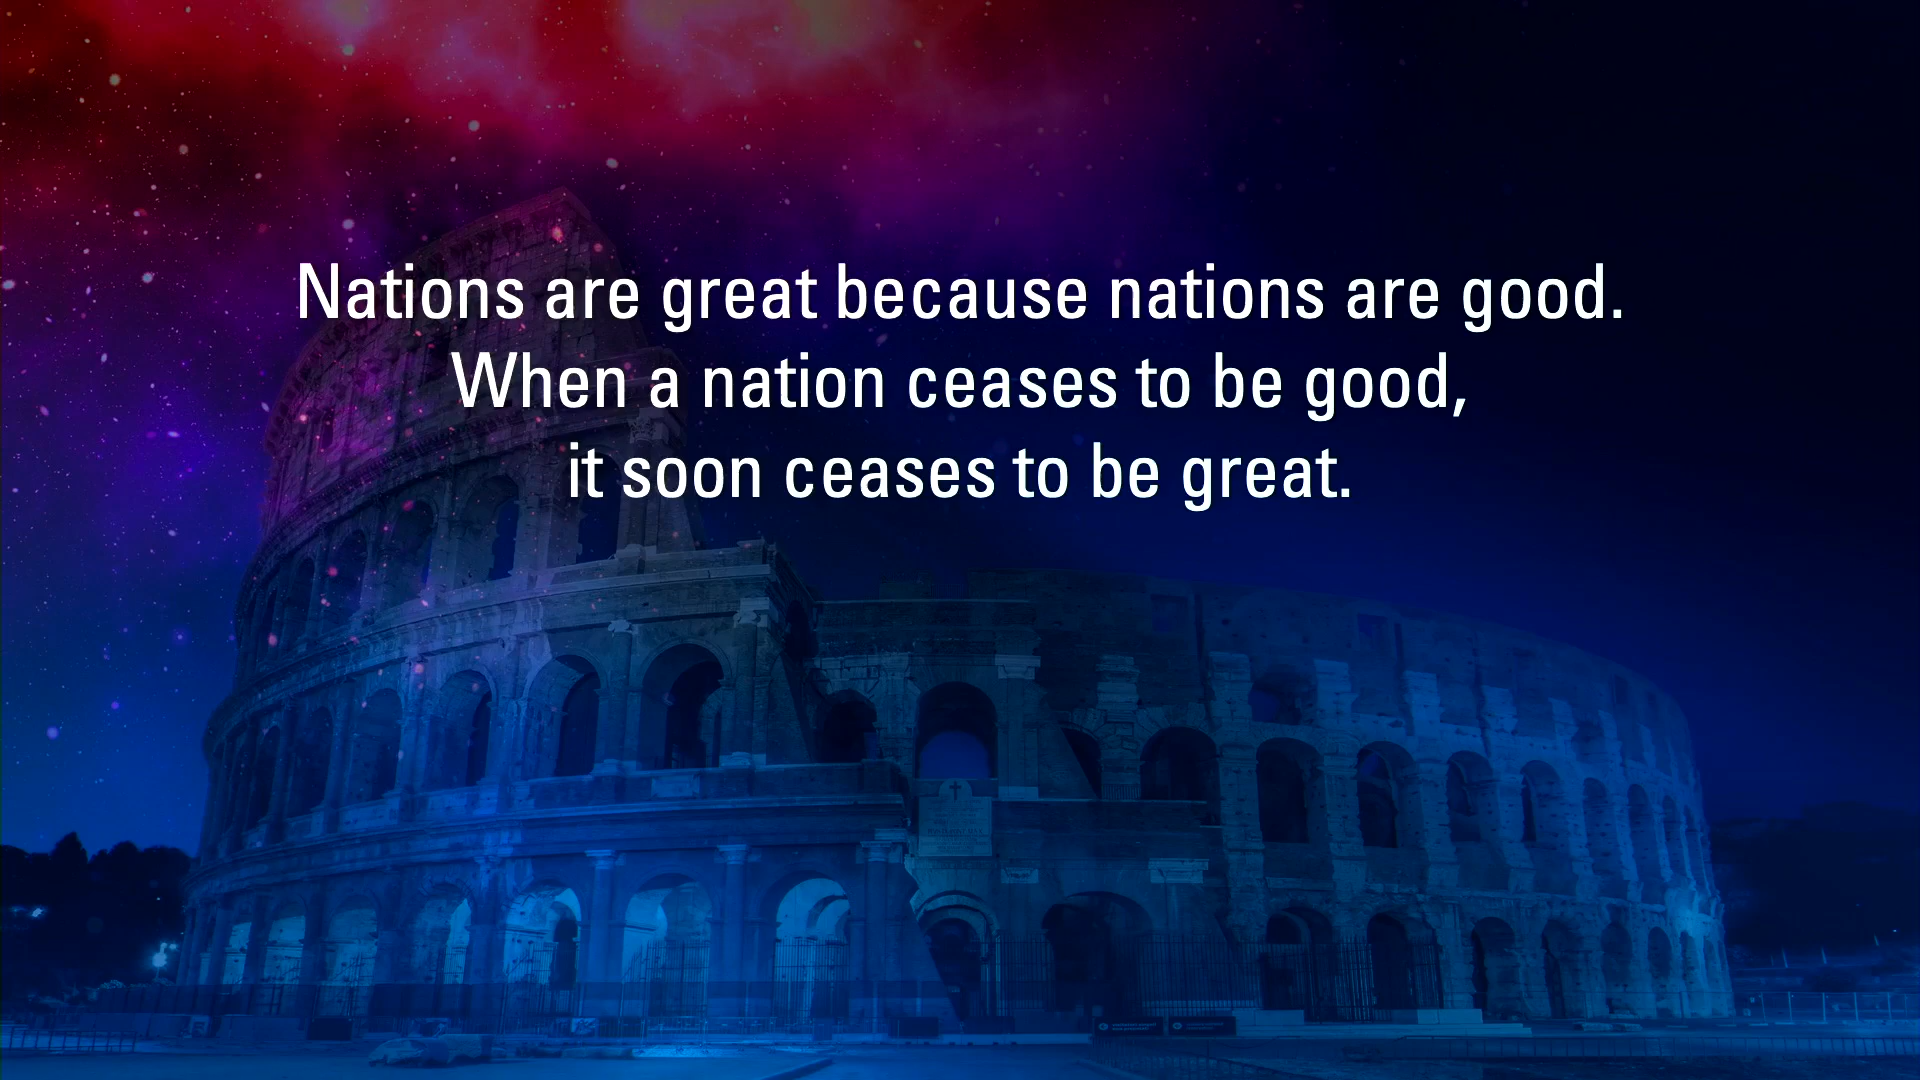 Nations are great because nations are good.
When a nation ceases to be good,
it soon ceases to be great.